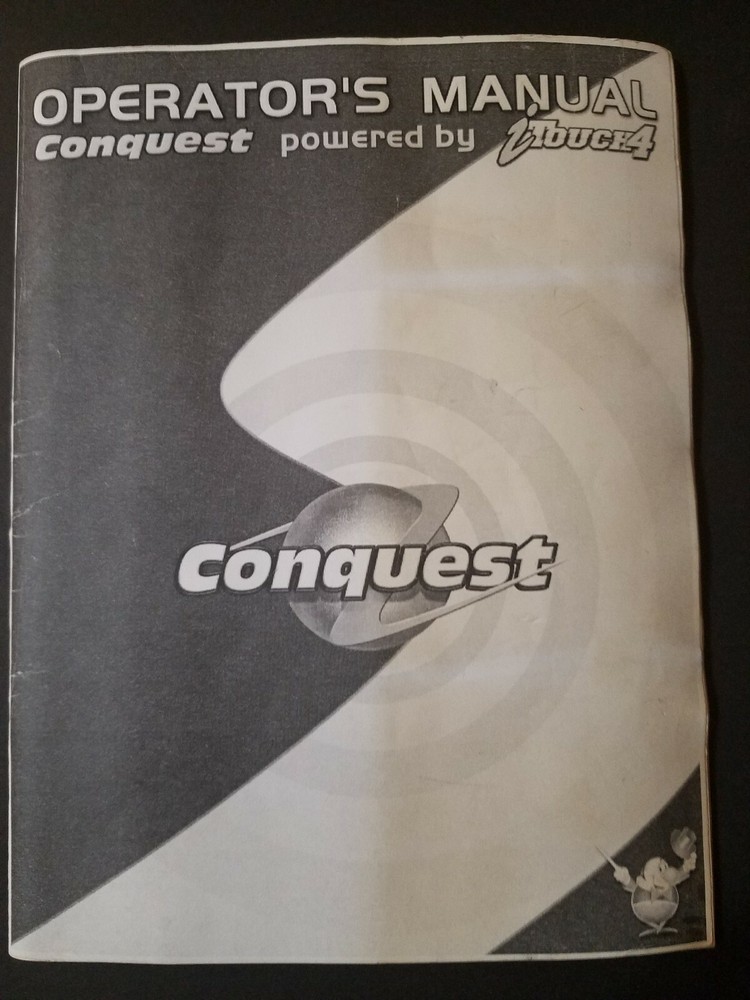 OPERATOR'S MANUAL
Conquest powered by iTouch4
Conquest